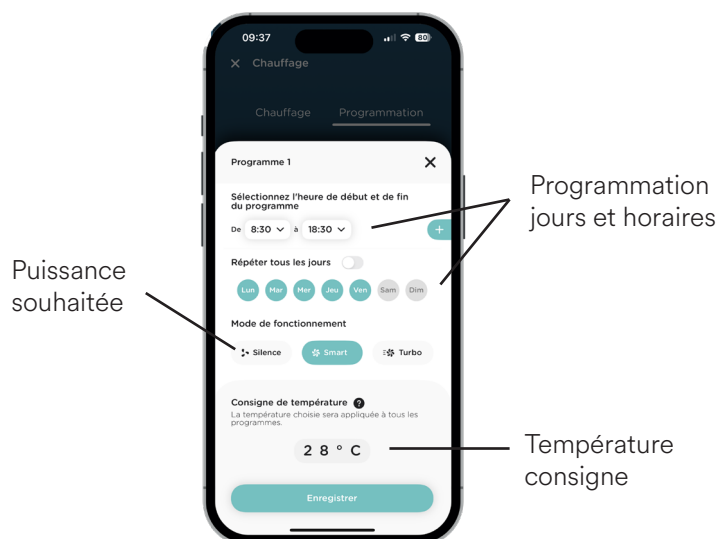 09:37
80
Chauffage
Chauffage Programmation
Programme 1
Sélectionnez l'heure de début et de fin
du programme
De 8:30 à 18:30
+
Répéter tous les jours
Lun Mar Mer Jeu Ven Sam Dim
Mode de fonctionnement
Silence Smart Turbo
Consigne de température ?
La température choisie sera appliquée à tous les
programmes.
28°C
Enregistrer
Programmation
jours et horaires
Puissance
souhaitée
Température
consigne